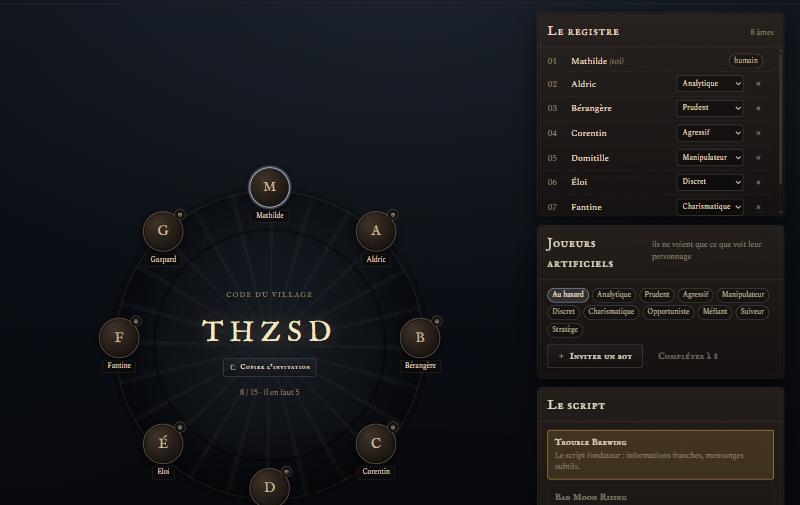 Le registre
8 âmes
01 Mathilde (toi) humain
02 Aldric Analytique ×
03 Bérangère Prudent ×
04 Corentin Agressif ×
05 Domitille Manipulateur ×
06 Éloi Discret ×
07 Fantine Charismatique ×
M
Mathilde
G
Gaspard
A
Aldric
F
Fantine
B
Bérangère
É
Éloi
C
Corentin
D
CODE DU VILLAGE
THZSD
Copier l'invitation
8 / 15 · il en faut 5
Joueurs
artificiels
ils ne voient que ce que voit leur
personnage
Au hasard Analytique Prudent Agressif Manipulateur
Discret Charismatique Opportuniste Méfiant Suiveur
Stratège
+ Inviter un bot
Compléter à 8
Le script
Trouble Brewing
Le script fondateur : informations franches, mensonges
subtils.
Bad Moon Rising